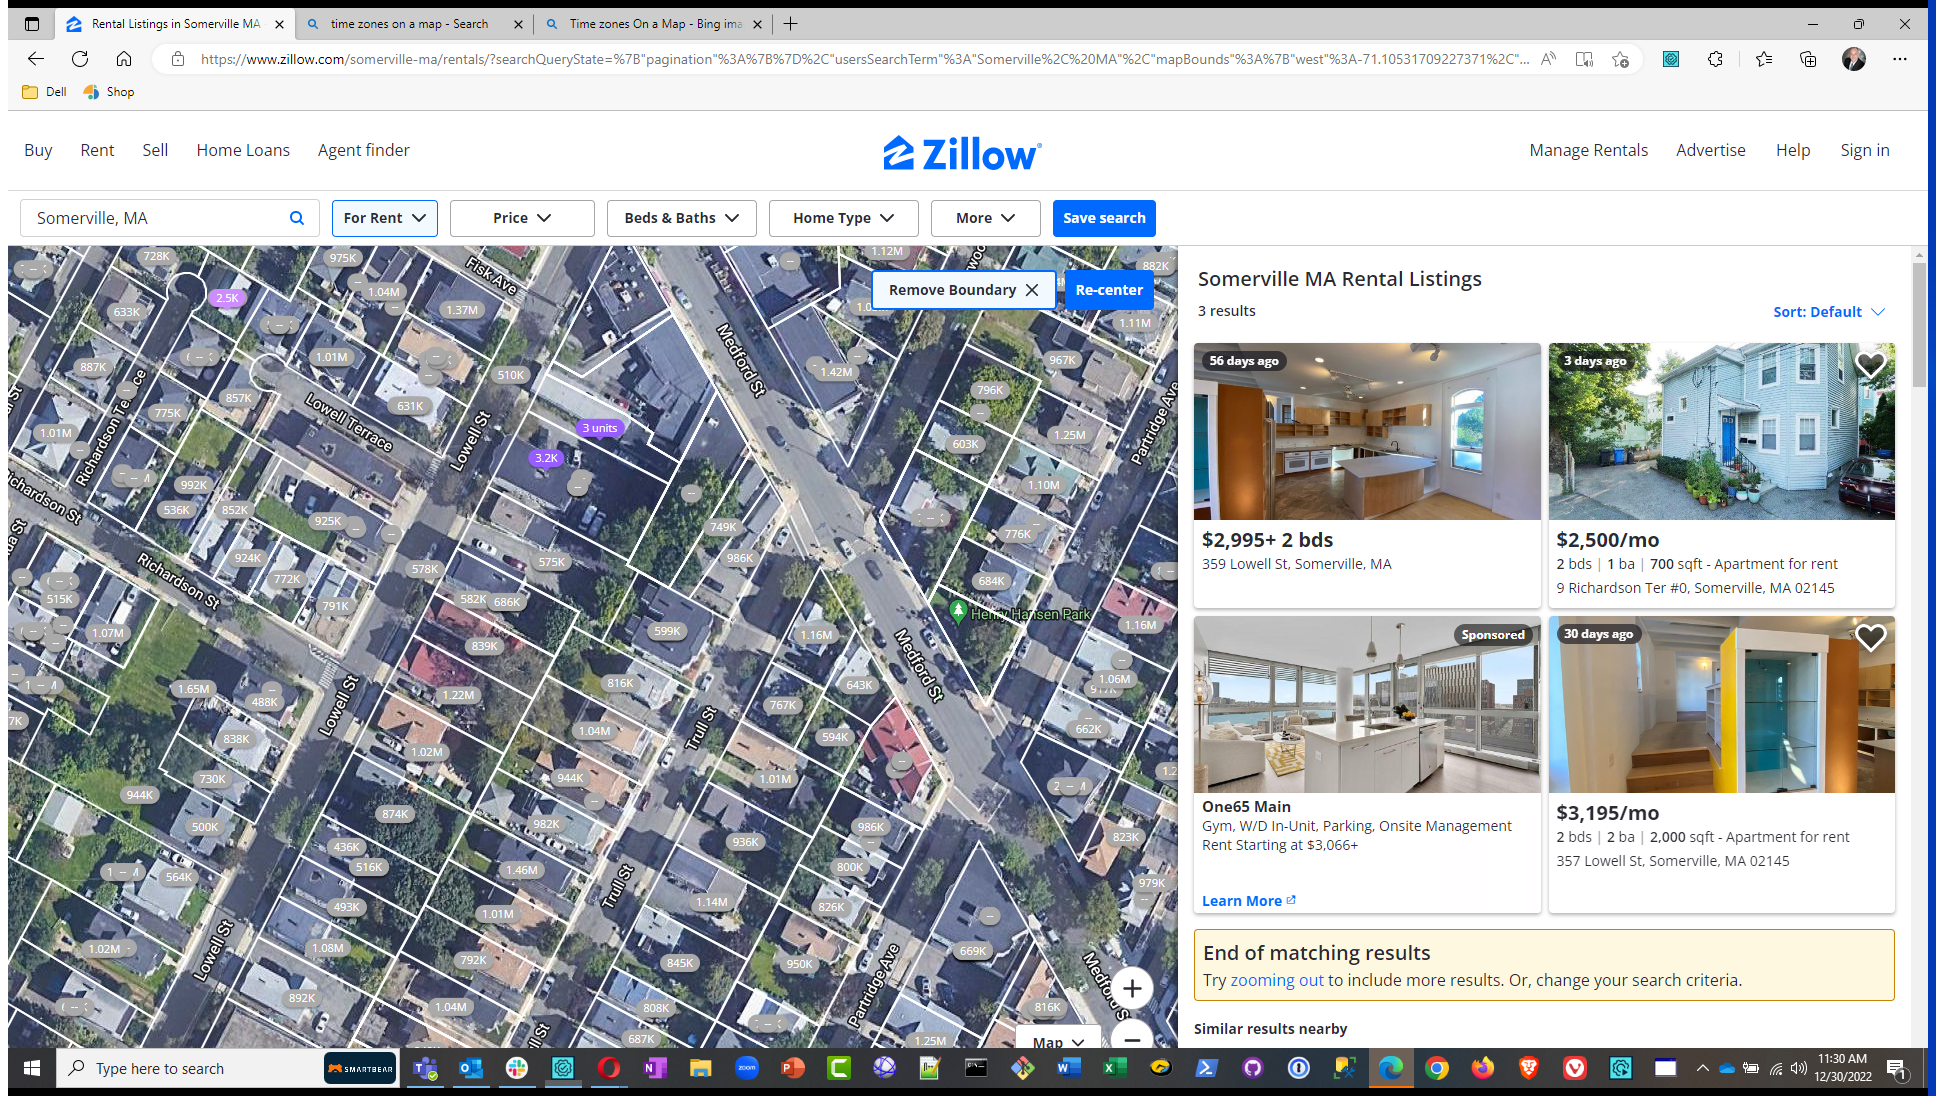 Rental Listings in Somerville MA
time zones on a map - Search
Time zones On a Map - Bing ima
https://www.zillow.com/somerville-ma/rentals/?searchQueryState=%7B"pagination"%3A%7B%7D%2C"usersSearchTerm"%3A"Somerville%2C%20MA"%2C"mapBounds"%3A%7B"west"%3A-71.10531709227371%2C"...
Dell
Shop
Buy
Rent
Sell
Home Loans
Agent finder
Zillow
Manage Rentals
Advertise
Help
Sign in
Somerville, MA
For Rent
Price
Beds & Baths
Home Type
More
Save search
Remove Boundary
Re-center
728K
975K
Fisk Ave
1.12M
882K
2.5K
1.04M
633K
1.37M
1.11M
Medford St
1.01M
887K
510K
1.42M
967K
857K
796K
631K
775K
Lowell Terrace
Richardson Terrace
Lowell St
3 units
1.01M
603K
1.25M
Partridge Ave
3.2K
992K
1.10M
Richardson St
536K
852K
925K
749K
776K
924K
575K
986K
578K
772K
684K
Richardson St
515K
582K
686K
791K
Henry Hansen Park
1.16M
1.07M
599K
1.16M
839K
Medford St
1.65M
816K
643K
1.06M
488K
1.22M
767K
Lowell St
838K
1.04M
Trull St
594K
662K
1.02M
730K
944K
1.01M
944K
874K
500K
982K
986K
436K
936K
823K
516K
564K
1.46M
800K
979K
Trull St
493K
1.01M
1.14M
826K
1.02M
1.08M
Lowell St
792K
845K
950K
669K
Partridge Ave
892K
1.04M
808K
816K
687K
1.25M
Map
Somerville MA Rental Listings
3 results
Sort: Default
56 days ago
$2,995+ 2 bds
359 Lowell St, Somerville, MA
3 days ago
$2,500/mo
2 bds | 1 ba | 700 sqft - Apartment for rent
9 Richardson Ter #0, Somerville, MA 02145
Sponsored
One65 Main
Gym, W/D In-Unit, Parking, Onsite Management
Rent Starting at $3,066+
Learn More
30 days ago
$3,195/mo
2 bds | 2 ba | 2,000 sqft - Apartment for rent
357 Lowell St, Somerville, MA 02145
End of matching results
Try zooming out to include more results. Or, change your search criteria.
Similar results nearby
Type here to search
SMARTBEAR
zoom
11:30 AM
12/30/2022
1